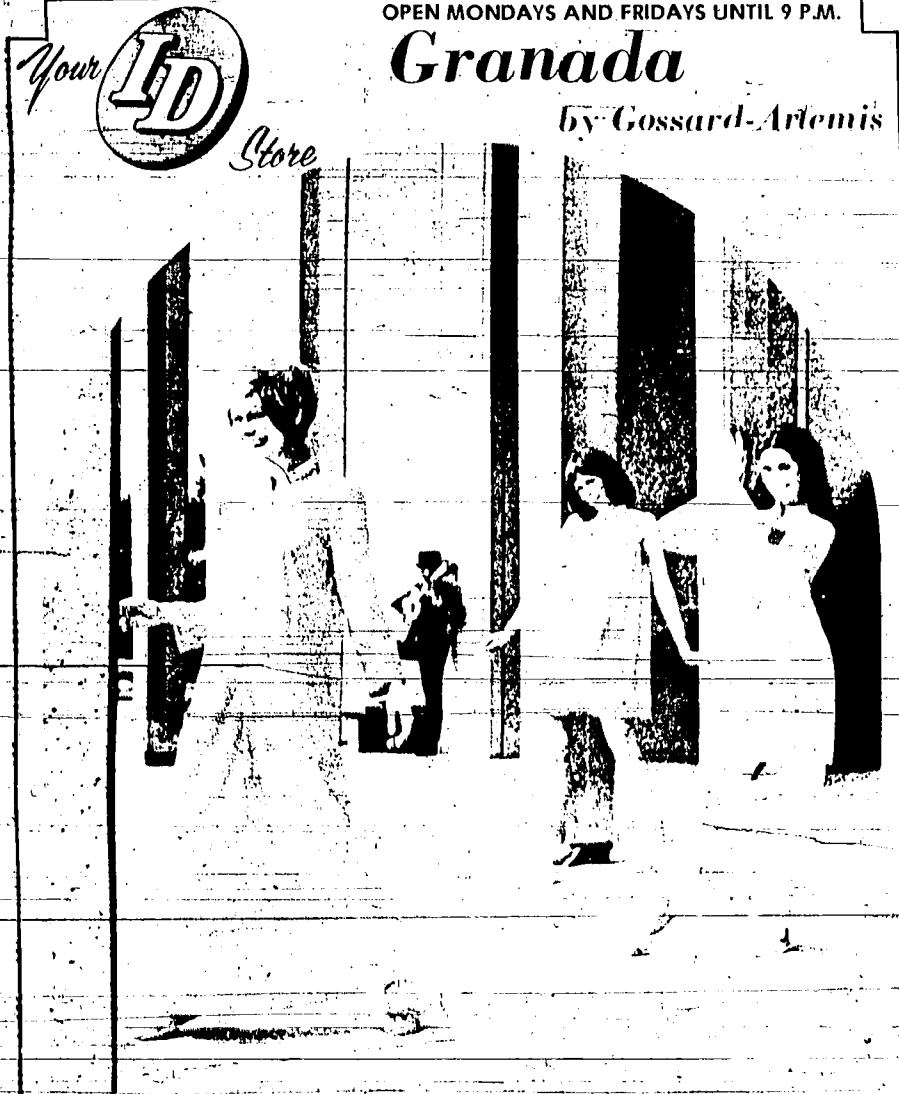 OPEN MONDAYS AND FRIDAYS UNTIL 9 P.M.
Your
ID
Store
Granada
by Gossard-Artemis